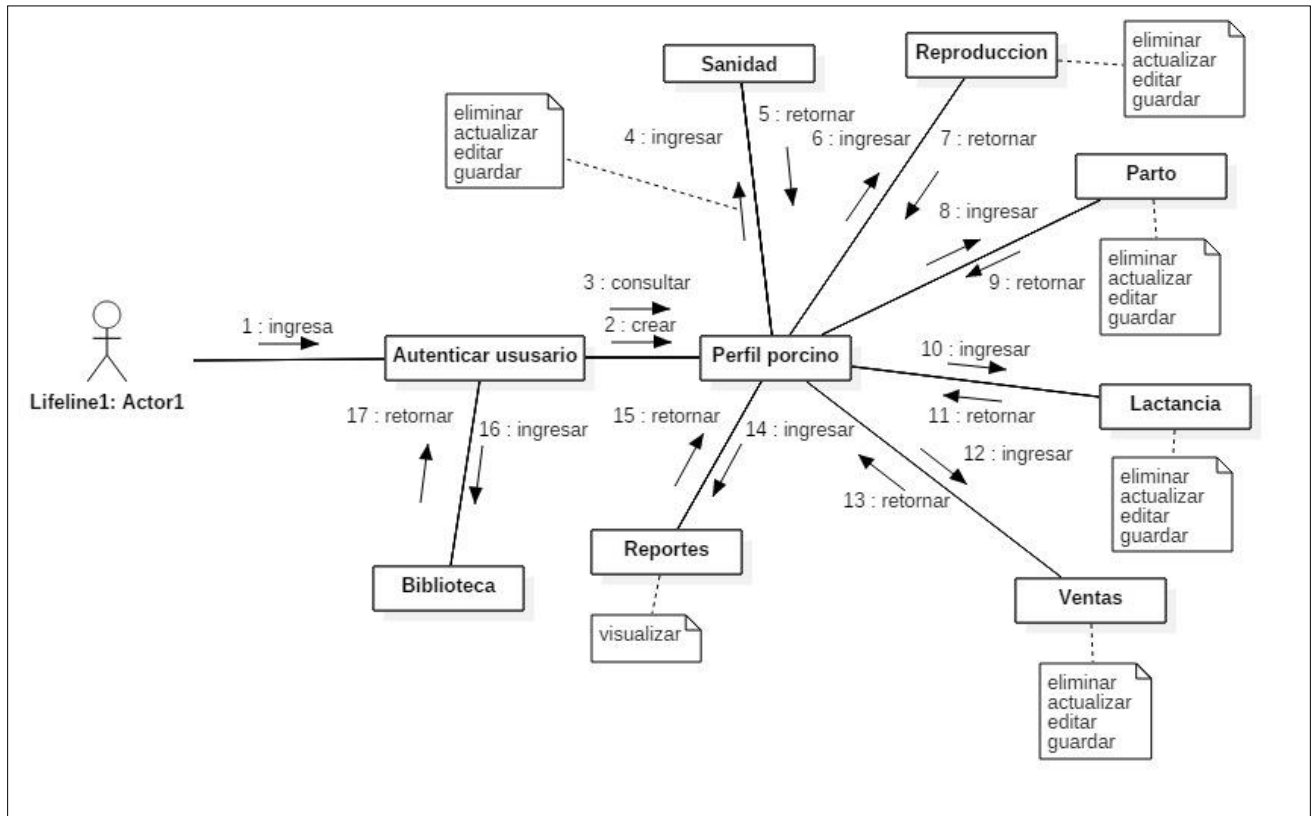 Sanidad
Reproduccion
eliminar
actualizar
editar
guardar
eliminar
actualizar
editar
guardar
4 : ingresar
5 : retornar
6 : ingresar
7 : retornar
Parto
8 : ingresar
9 : retornar
eliminar
actualizar
editar
guardar
3 : consultar
2 : crear
1 : ingresa
Autenticar ususario
Perfil porcino
10 : ingresar
11 : retornar
Lactancia
Lifeline1: Actor1
17 : retornar
16 : ingresar
15 : retornar
14 : ingresar
12 : ingresar
13 : retornar
eliminar
actualizar
editar
guardar
Reportes
Biblioteca
Ventas
visualizar
eliminar
actualizar
editar
guardar